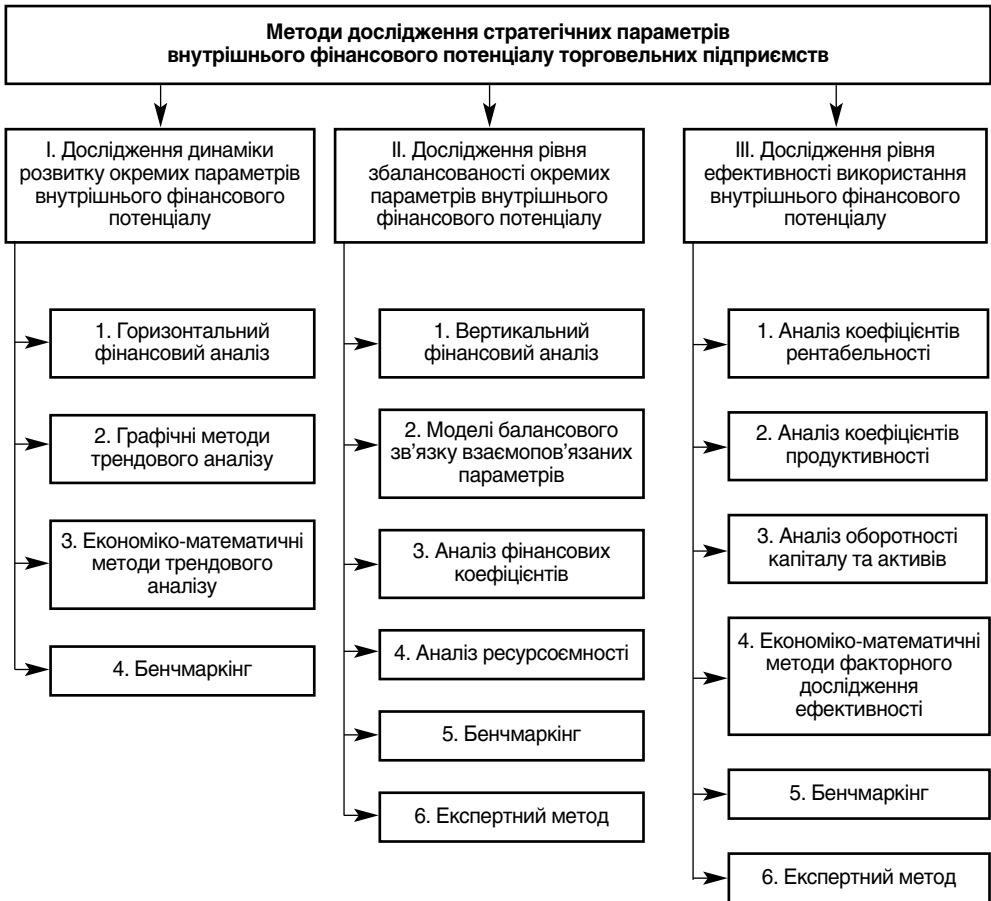 Методи дослідження стратегічних параметрів
внутрішнього фінансового потенціалу торговельних підприємств
I. Дослідження динаміки
розвитку окремих параметрів
внутрішнього фінансового
потенціалу
1. Горизонтальний
фінансовий аналіз
2. Графічні методи
трендового аналізу
3. Економіко-математичні
методи трендового
аналізу
4. Бенчмаркінг
II. Дослідження рівня
збалансованості окремих
параметрів внутрішнього
фінансового потенціалу
1. Вертикальний
фінансовий аналіз
2. Моделі балансового
зв’язку взаємопов’язаних
параметрів
3. Аналіз фінансових
коефіцієнтів
4. Аналіз ресурсоємності
5. Бенчмаркінг
6. Експертний метод
III. Дослідження рівня
ефективності використання
внутрішнього фінансового
потенціалу
1. Аналіз коефіцієнтів
рентабельності
2. Аналіз коефіцієнтів
продуктивності
3. Аналіз оборотності
капіталу та активів
4. Економіко-математичні
методи факторного
дослідження
ефективності
5. Бенчмаркінг
6. Експертний метод